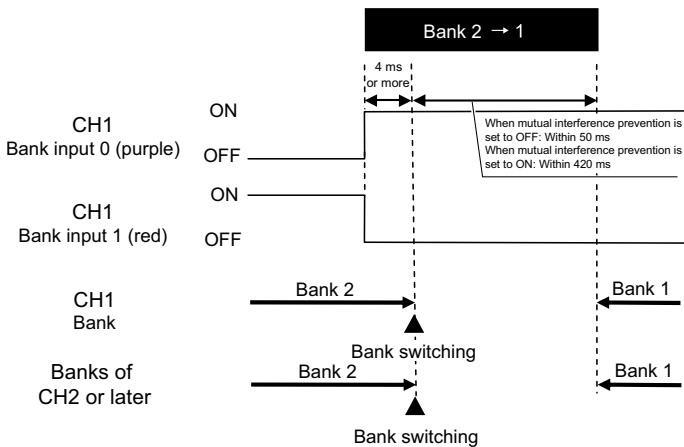 Bank 2 → 1
4 ms
or more
ON
CH1
Bank input 0 (purple)
OFF
When mutual interference prevention is
set to OFF: Within 50 ms
When mutual interference prevention is
set to ON: Within 420 ms
ON
CH1
Bank input 1 (red)
OFF
Bank 2
Bank 1
CH1
Bank
Bank switching
Bank 2
Bank 1
Banks of
CH2 or later
Bank switching